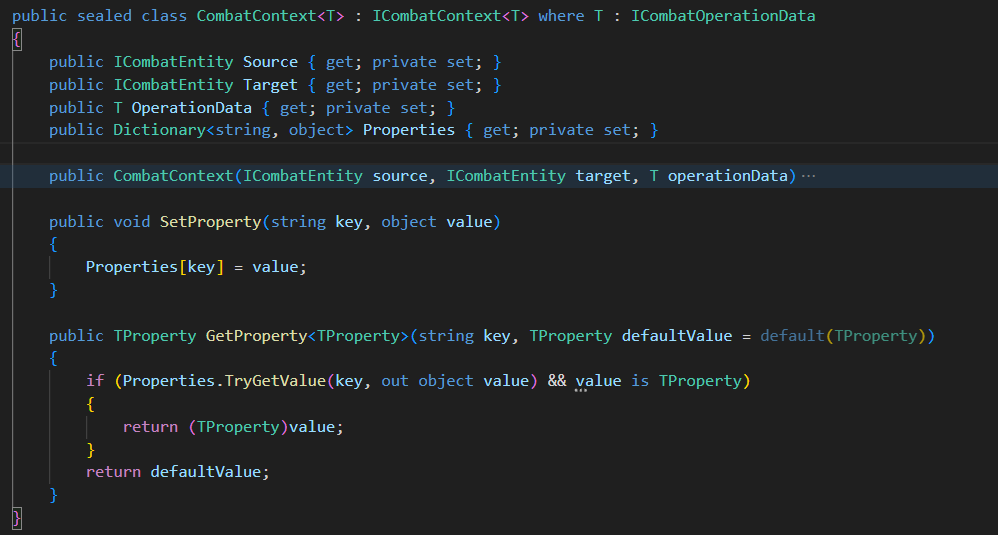 public sealed class CombatContext<T> : ICombatContext<T> where T : ICombatOperationData
{
    public ICombatEntity Source { get; private set; }
    public ICombatEntity Target { get; private set; }
    public T OperationData { get; private set; }
    public Dictionary<string, object> Properties { get; private set; }
    public CombatContext(ICombatEntity source, ICombatEntity target, T operationData) ···
    public void SetProperty(string key, object value)
    {
        Properties[key] = value;
    }
    public TProperty GetProperty<TProperty>(string key, TProperty defaultValue = default(TProperty))
    {
        if (Properties.TryGetValue(key, out object value) && value is TProperty)
        {
            return (TProperty)value;
        }
        return defaultValue;
    }
}